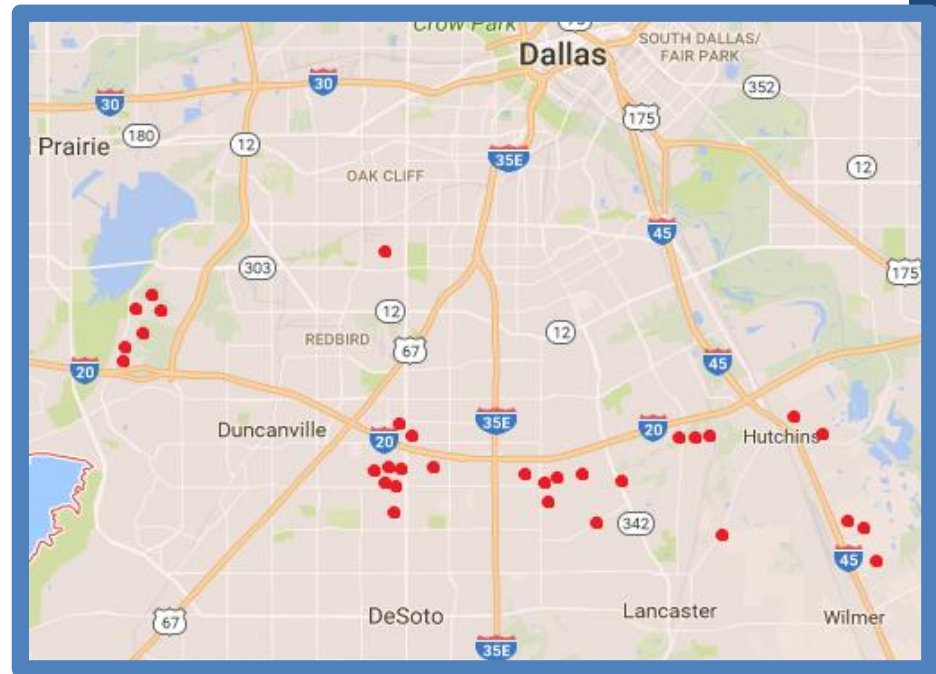 Crow Park
Dallas
SOUTH DALLAS/
FAIR PARK
30
30
352
175
180
12
Prairie
35E
12
OAK CLIFF
45
303
175
12
12
REDBIRD
67
45
20
35E
Duncanville
20
20
Hutchins
342
45
DeSoto
Lancaster
Wilmer
67
35E